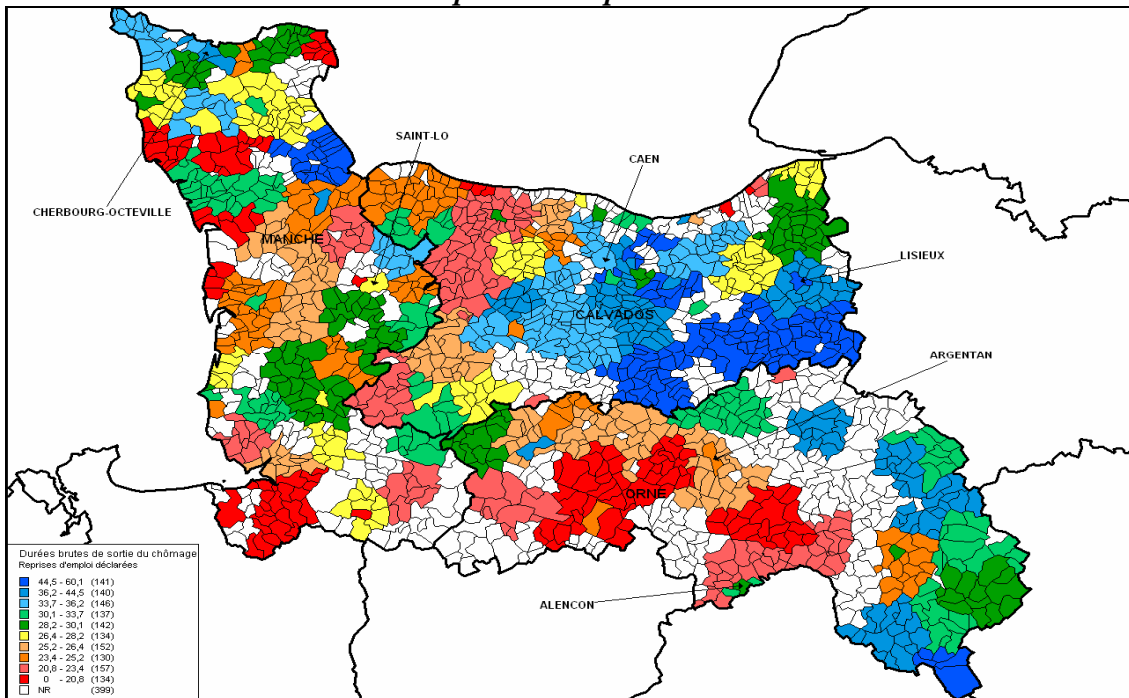 SAINT-LO
CAEN
CHERBOURG-OCTEVILLE
MANCHE
LISIEUX
CALVADOS
ARGENTAN
ORNE
ALENCON
Durées brutes de sortie du chômage
Reprises d'emploi déclarées
44,5 - 60,1 (141)
36,2 - 44,5 (140)
33,7 - 36,2 (146)
30,1 - 33,7 (137)
28,2 - 30,1 (142)
26,4 - 28,2 (134)
25,2 - 26,4 (152)
23,4 - 25,2 (130)
20,8 - 23,4 (157)
0 - 20,8 (134)
NR (399)